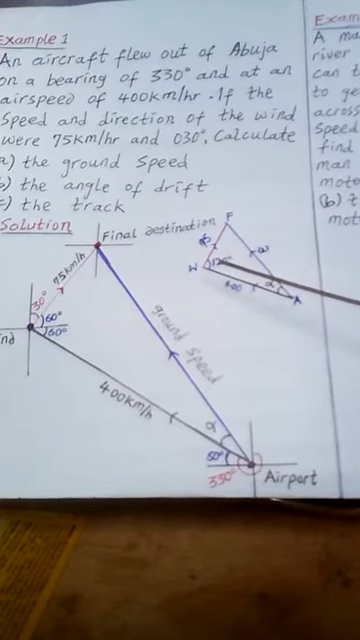 Example 1
An aircraft flew out of Abuja
on a bearing of 330° and at an
airspeed of 400km/hr. If the
Speed and direction of the wind
were 75km/hr and 030°, Calculate
a) the ground Speed
b) the angle of drift
c) the track
Solution
Final destination
75km/h
30°
60°
60°
ind
ground speed
400km/h
α
60°
330°
Airport
F
75
ω
W
120°
400
α
A
Exam
A ma
river
can t
to ge
across
Speed
find
man
moto
(b) t
mot